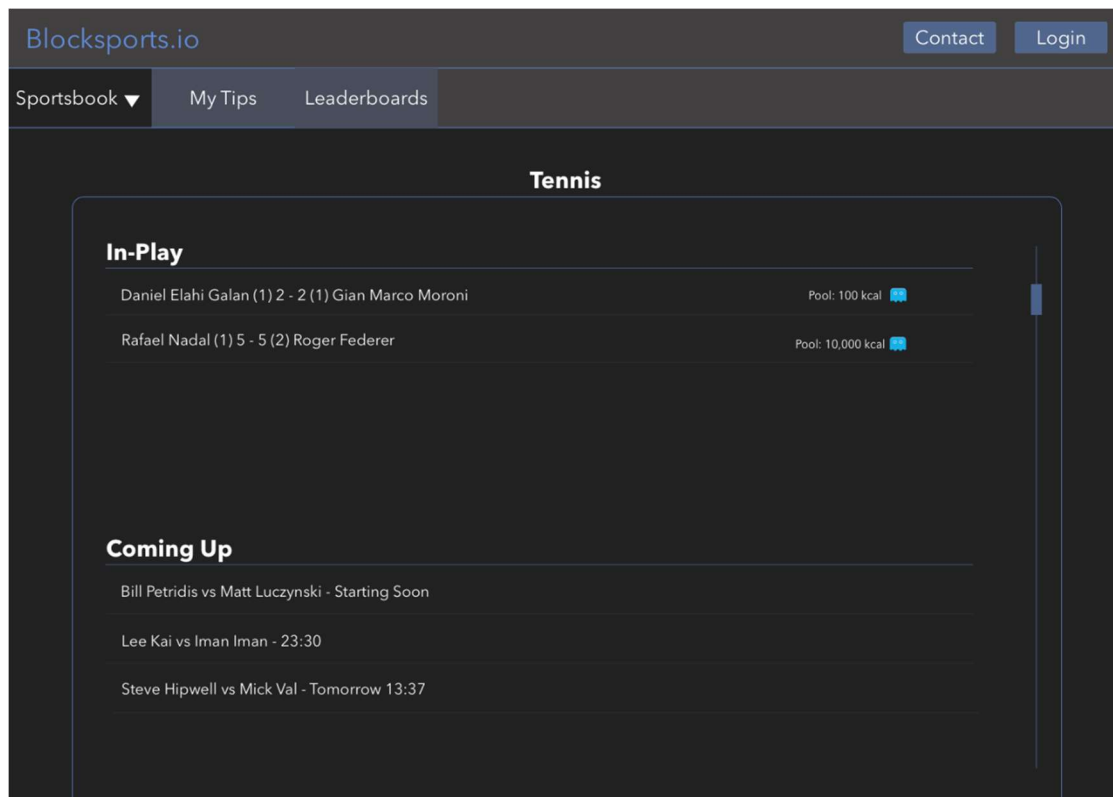 Blocksports.io
Contact Login
Sportsbook ▼ My Tips Leaderboards
Tennis
In-Play
Daniel Elahi Galan (1) 2 - 2 (1) Gian Marco Moroni Pool: 100 kcal
Rafael Nadal (1) 5 - 5 (2) Roger Federer Pool: 10,000 kcal
Coming Up
Bill Petridis vs Matt Luczynski - Starting Soon
Lee Kai vs Iman Iman - 23:30
Steve Hipwell vs Mick Val - Tomorrow 13:37